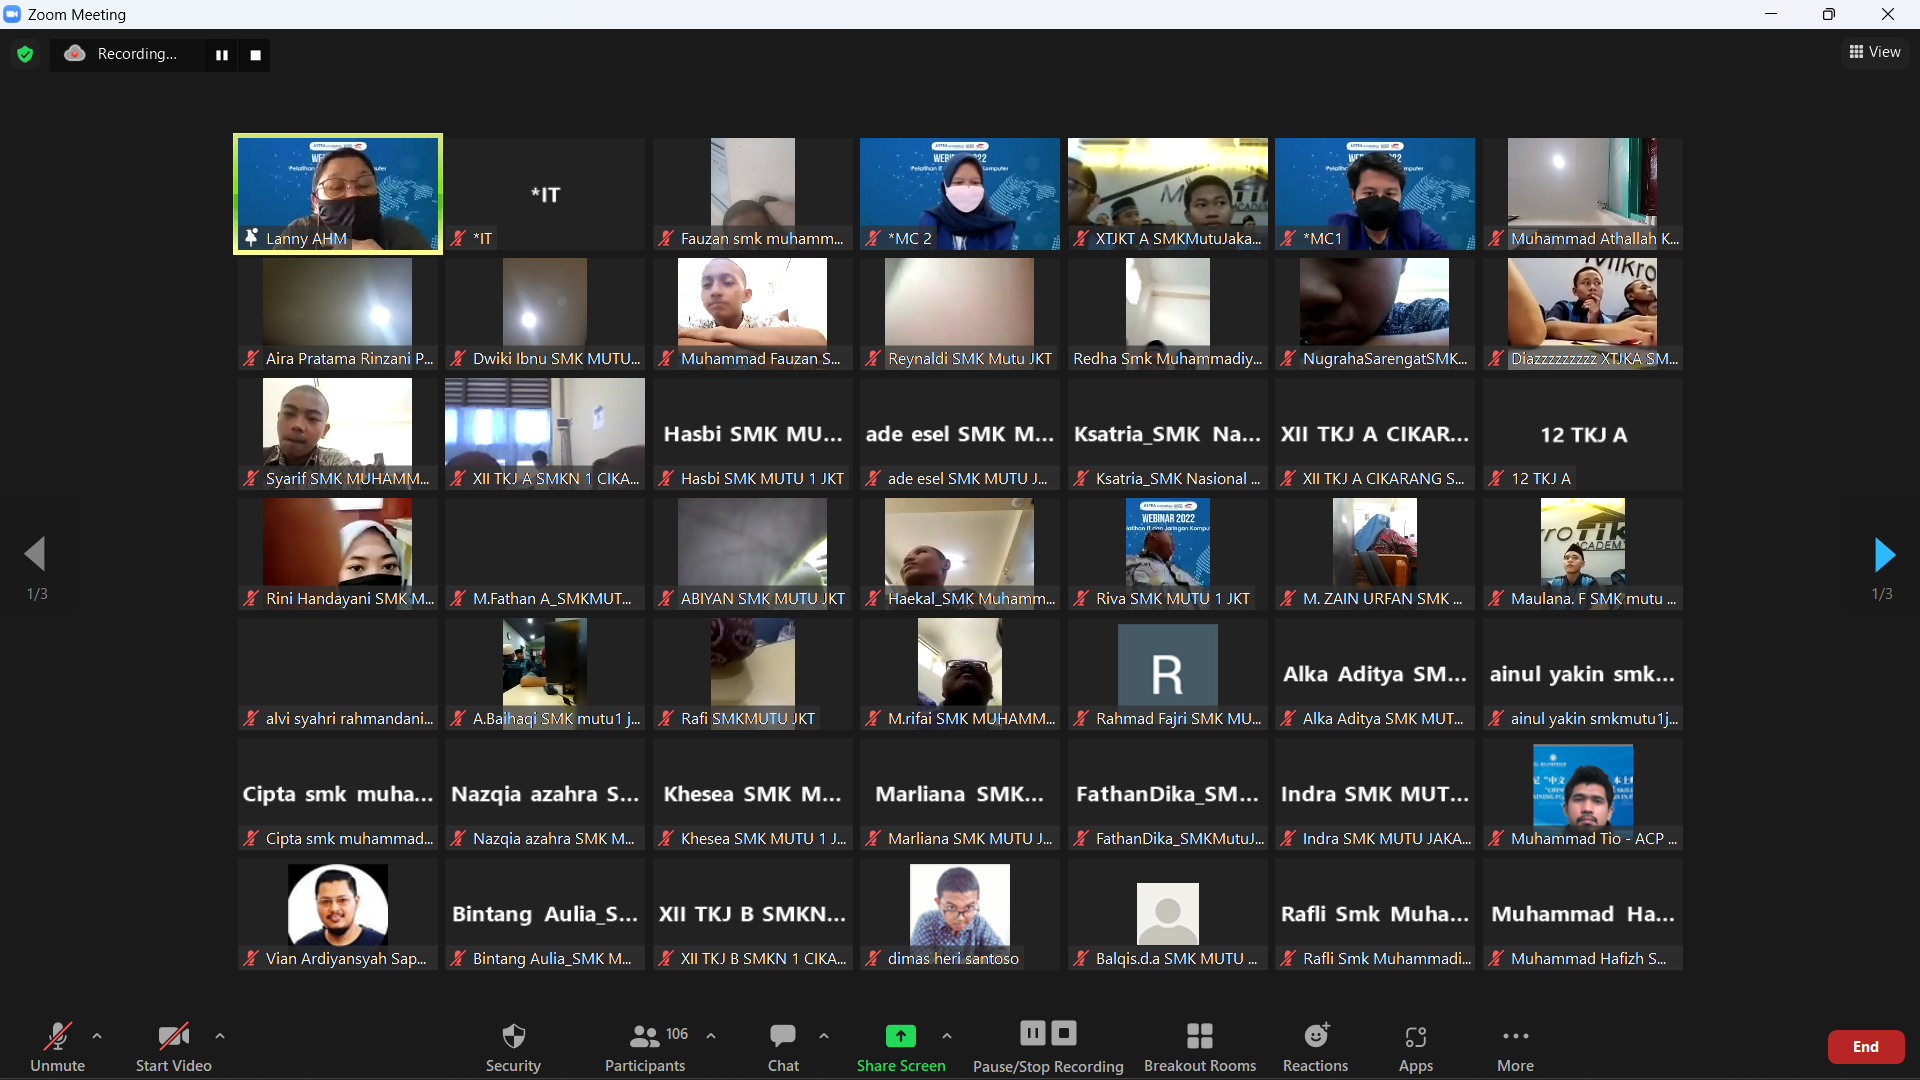 Zoom Meeting
Recording...
View
Lanny AHM
*IT
*IT
Fauzan smk muhamm...
*MC 2
XTJKT A SMKMutuJaka...
*MC1
Muhammad Athallah K...
Aira Pratama Rinzani P...
Dwiki Ibnu SMK MUTU...
Muhammad Fauzan S...
Reynaldi SMK Mutu JKT
Redha Smk Muhammadiy...
NugrahaSarengatSMK...
Diazzzzzzzzz XTJKA SM...
Syarif SMK MUHAMM...
XII TKJ A SMKN 1 CIKA...
Hasbi SMK MU...
Hasbi SMK MUTU 1 JKT
ade esel SMK M...
ade esel SMK MUTU J...
Ksatria_SMK Na...
Ksatria_SMK Nasional ...
XII TKJ A CIKAR...
XII TKJ A CIKARANG S...
12 TKJ A
12 TKJ A
Rini Handayani SMK M...
M.Fathan A_SMKMUT...
ABIYAN SMK MUTU JKT
Haekal_SMK Muhamm...
WEBINAR 2022
Riva SMK MUTU 1 JKT
M. ZAIN URFAN SMK ...
ACADEMY
Maulana. F SMK mutu ...
1/3
1/3
alvi syahri rahmandani...
A.Baihaqi SMK mutu1 j...
Rafi SMKMUTU JKT
M.rifai SMK MUHAMM...
R
Rahmad Fajri SMK MU...
Alka Aditya SM...
Alka Aditya SMK MUT...
ainul yakin smk...
ainul yakin smkmutu1j...
Cipta smk muha...
Cipta smk muhammad...
Nazqia azahra S...
Nazqia azahra SMK M...
Khesea SMK M...
Khesea SMK MUTU 1 J...
Marliana SMK...
Marliana SMK MUTU J...
FathanDika_SM...
FathanDika_SMKMutuJ...
Indra SMK MUT...
Indra SMK MUTU JAKA...
Muhammad Tio - ACP ...
Vian Ardiyansyah Sap...
Bintang Aulia_S...
Bintang Aulia_SMK M...
XII TKJ B SMKN...
XII TKJ B SMKN 1 CIKA...
dimas heri santoso
Balqis.d.a SMK MUTU ...
Rafli Smk Muha...
Rafli Smk Muhammadi...
Muhammad Ha...
Muhammad Hafizh S...
Unmute
Start Video
Security
106
Participants
Chat
Share Screen
Pause/Stop Recording
Breakout Rooms
Reactions
Apps
More
End